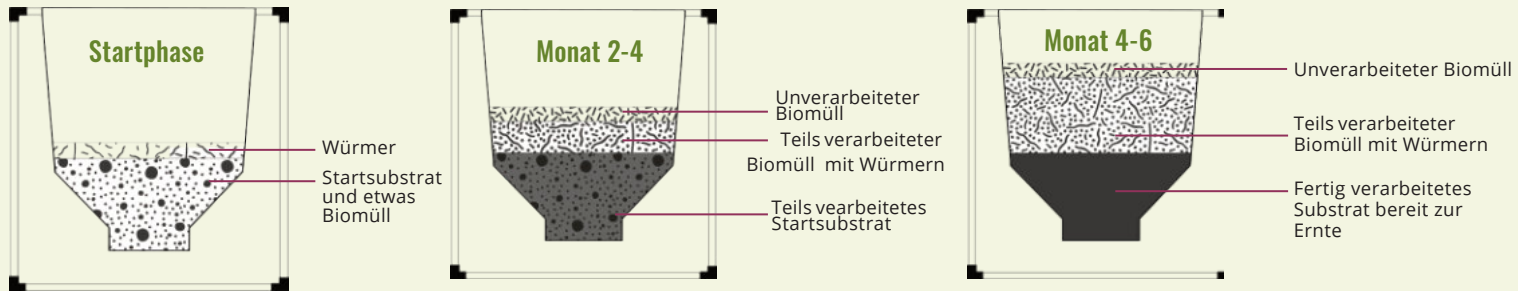 Startphase
Würmer
Startsubstrat
und etwas
Biomüll
Monat 2-4
Unverarbeiteter
Biomüll
Teils verarbeiteter
Biomüll mit Würmern
Teils vearbeitetes
Startsubstrat
Monat 4-6
Unverarbeiteter Biomüll
Teils verarbeiteter
Biomüll mit Würmern
Fertig verarbeitetes
Substrat bereit zur
Ernte